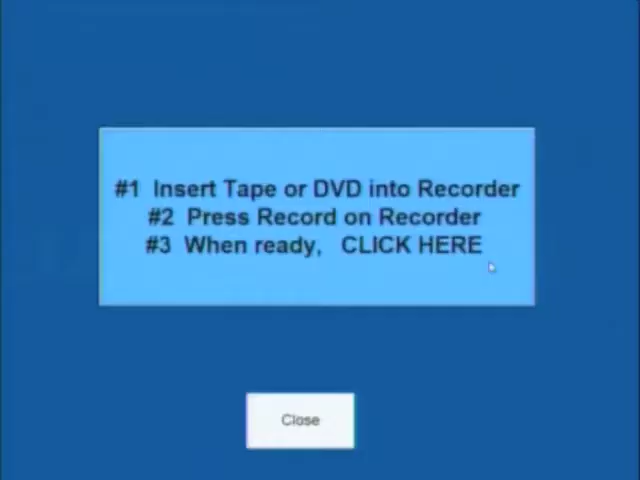 #1 Insert Tape or DVD into Recorder
#2 Press Record on Recorder
#3 When ready, CLICK HERE
Close